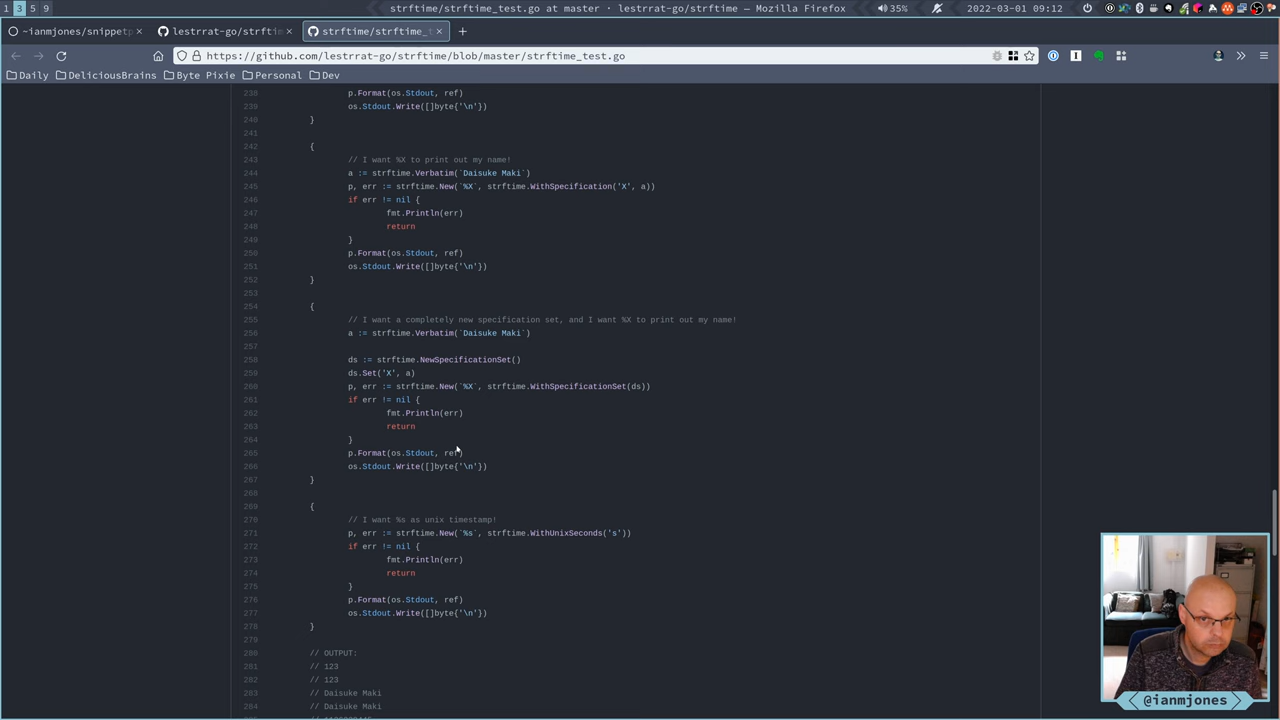 1 3 5 9
strftime/strftime_test.go at master · lestrrat-go/strftime — Mozilla Firefox
35%
2022-03-01 09:12
~ianmjones/snippetp
lestrrat-go/strftim
strftime/strftime_t
https://github.com/lestrrat-go/strftime/blob/master/strftime_test.go
Daily DeliciousBrains Byte Pixie Personal Dev
238 p.Format(os.Stdout, ref)
239 os.Stdout.Write([]byte{'\n'})
240 }
241
242 {
243 // I want %X to print out my name!
244 a := strftime.Verbatim(`Daisuke Maki`)
245 p, err := strftime.New(`%X`, strftime.WithSpecification('X', a))
246 if err != nil {
247 fmt.Println(err)
248 return
249 }
250 p.Format(os.Stdout, ref)
251 os.Stdout.Write([]byte{'\n'})
252 }
253
254 {
255 // I want a completely new specification set, and I want %X to print out my name!
256 a := strftime.Verbatim(`Daisuke Maki`)
257
258 ds := strftime.NewSpecificationSet()
259 ds.Set('X', a)
260 p, err := strftime.New(`%X`, strftime.WithSpecificationSet(ds))
261 if err != nil {
262 fmt.Println(err)
263 return
264 }
265 p.Format(os.Stdout, ref)
266 os.Stdout.Write([]byte{'\n'})
267 }
268
269 {
270 // I want %s as unix timestamp!
271 p, err := strftime.New(`%s`, strftime.WithUnixSeconds('s'))
272 if err != nil {
273 fmt.Println(err)
274 return
275 }
276 p.Format(os.Stdout, ref)
277 os.Stdout.Write([]byte{'\n'})
278 }
279
280 // OUTPUT:
281 // 123
282 // 123
283 // Daisuke Maki
284 // Daisuke Maki
@ianmjones